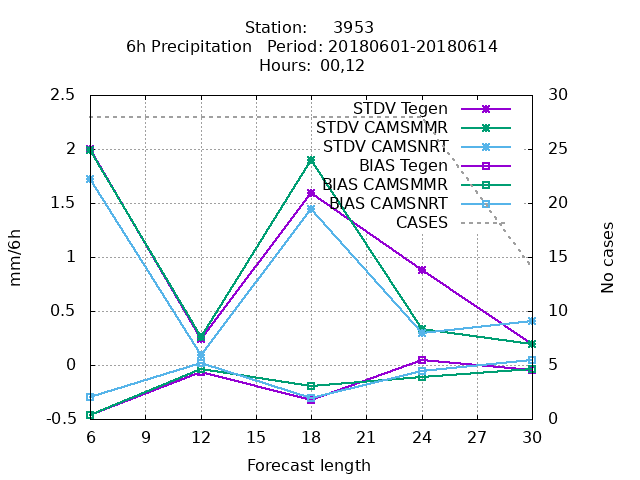 Station: 3953
6h Precipitation Period: 20180601-20180614
Hours: 00,12
2.5
2
1.5
1
0.5
0
-0.5
30
25
20
15
10
5
0
STDV Tegen
STDV CAMSMMR
STDV CAMSNRT
BIAS Tegen
BIAS CAMSMMR
BIAS CAMSNRT
CASES
mm/6h
No cases
6 9 12 15 18 21 24 27 30
Forecast length